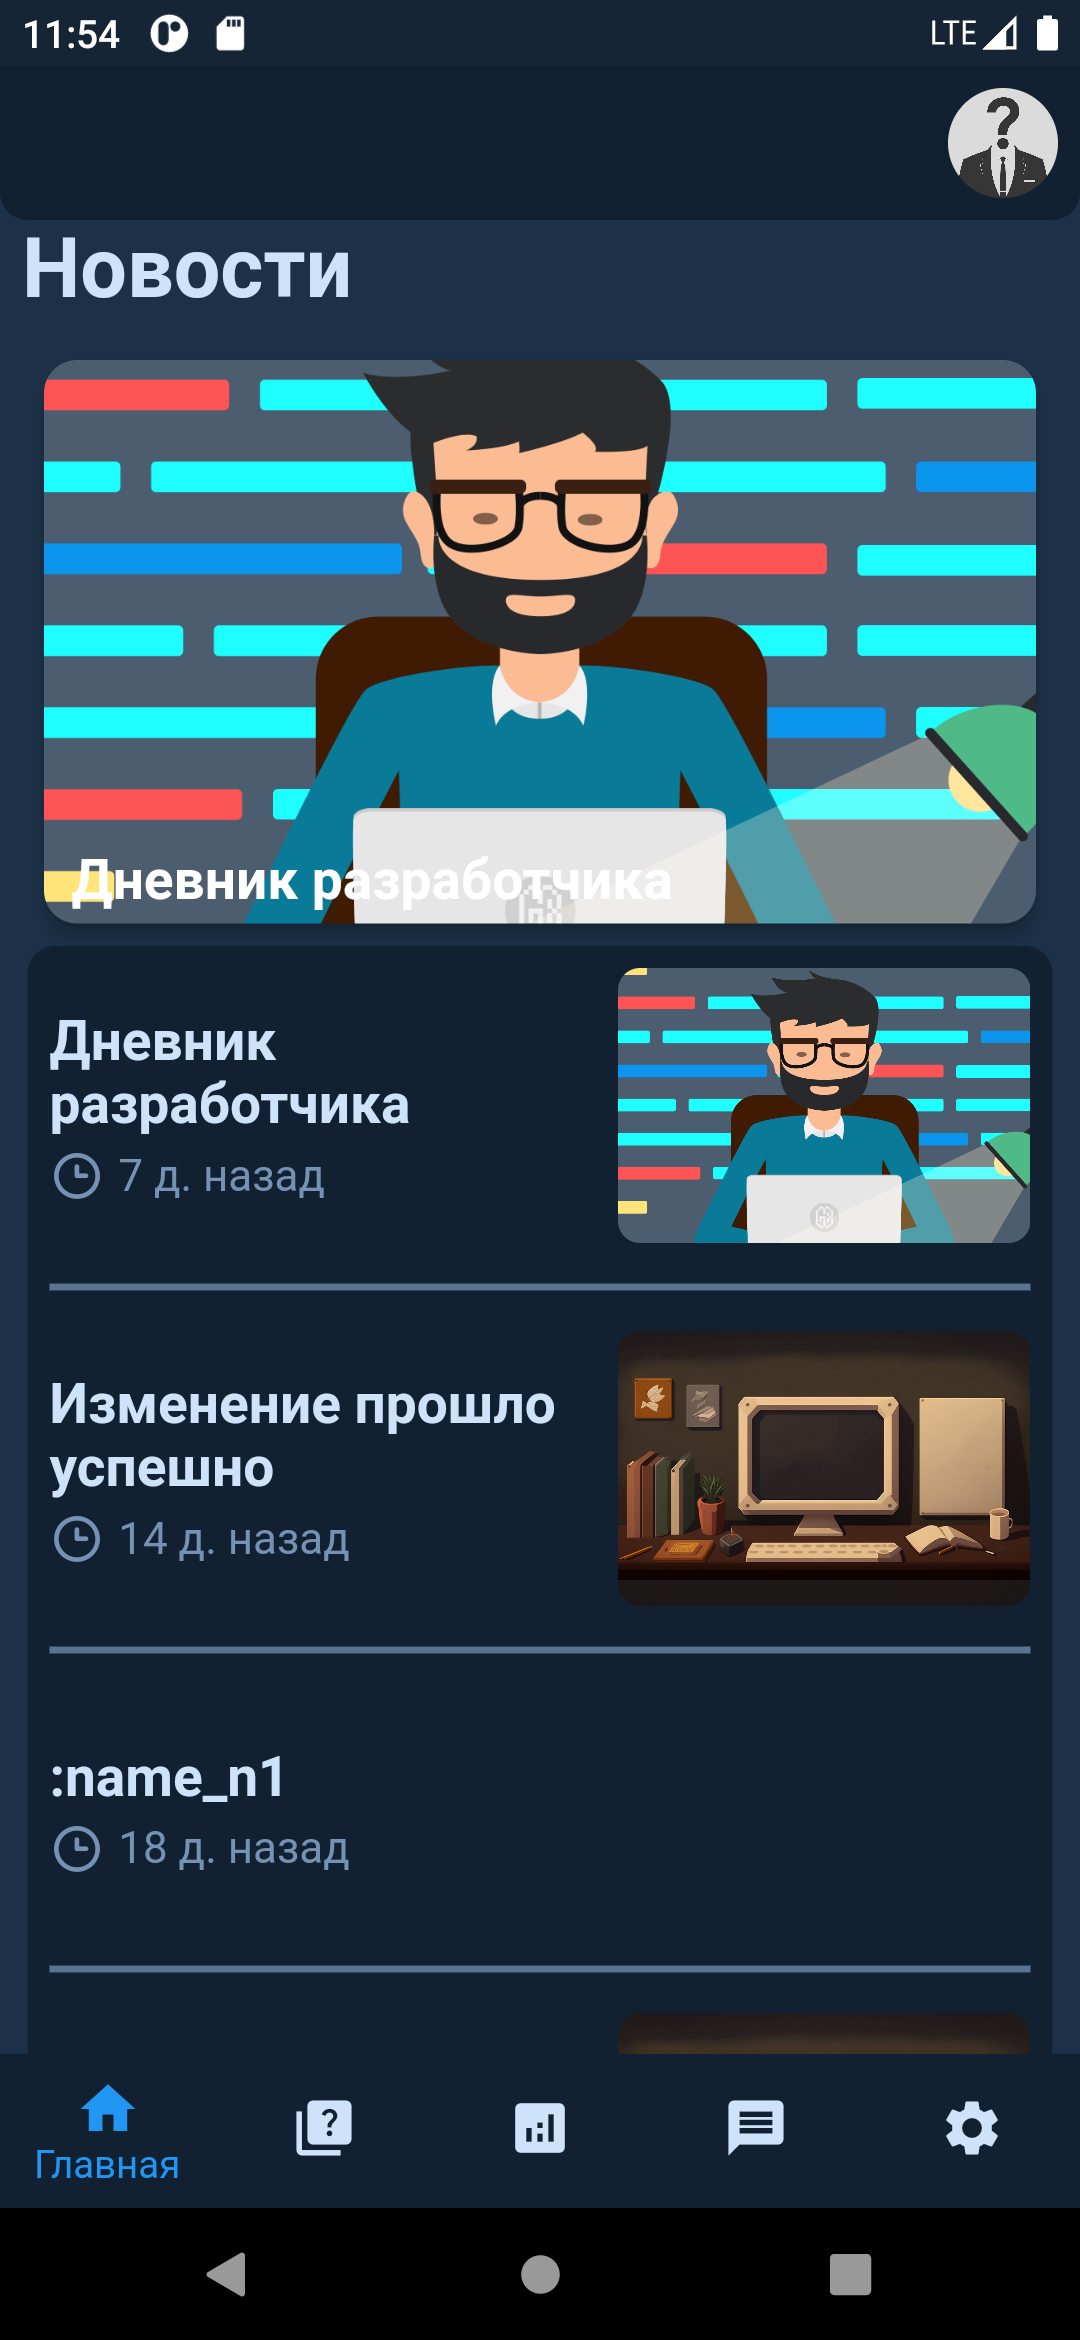 11:54
LTE
Новости
Дневник разработчика
Дневник
разработчика
7 д. назад
Изменение прошло
успешно
14 д. назад
:name_n1
18 д. назад
Главная